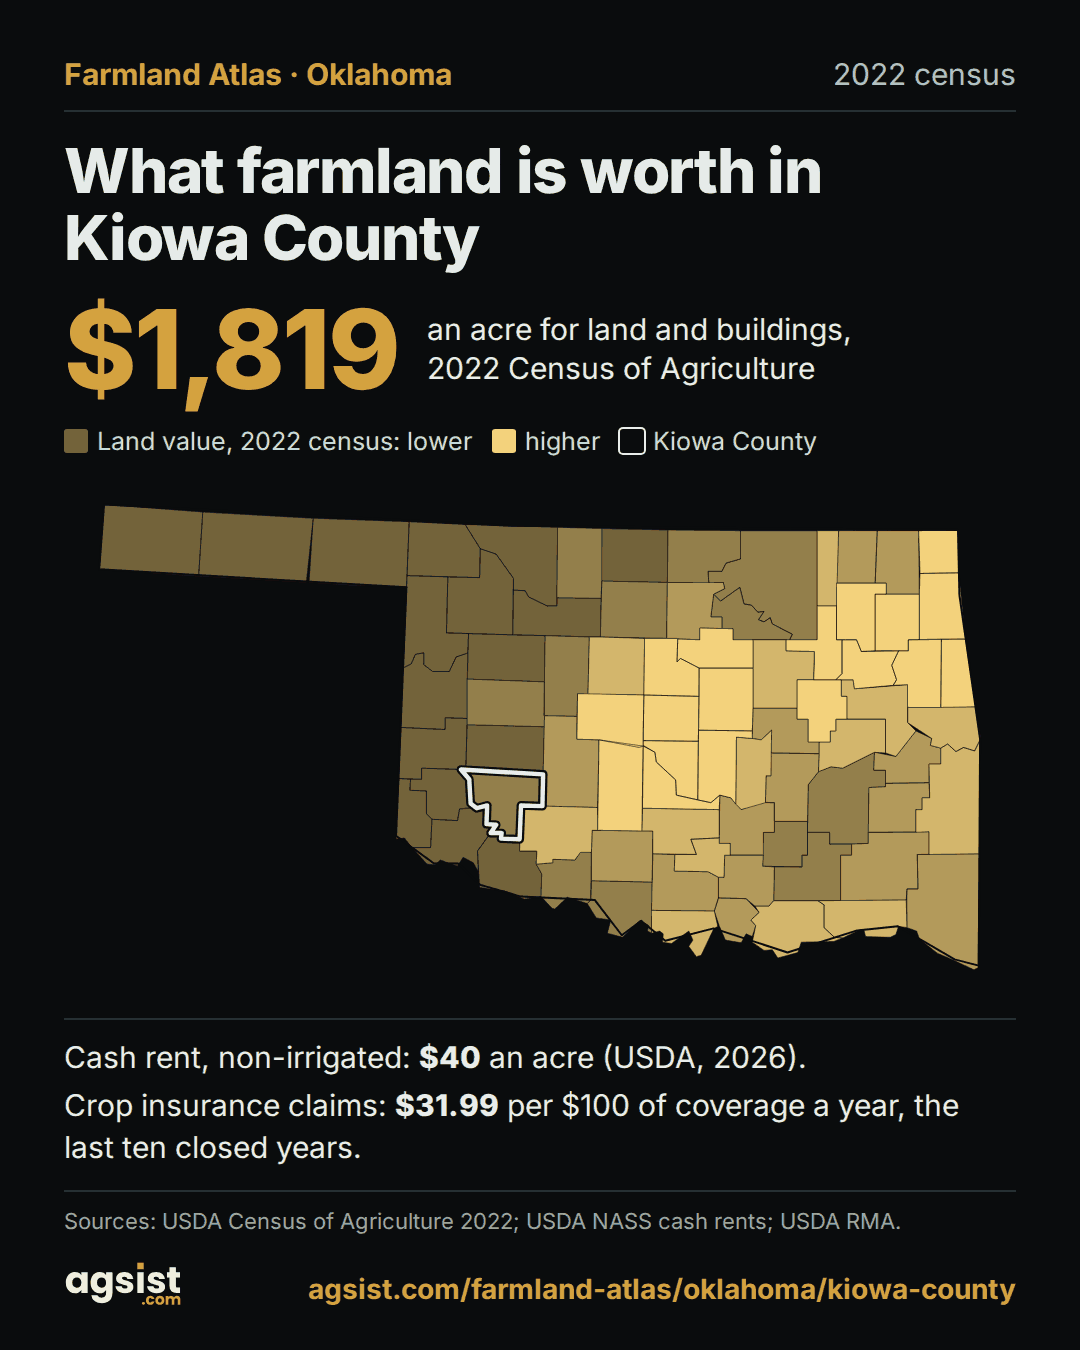 Farmland Atlas · Oklahoma
2022 census
What farmland is worth in
Kiowa County
$1,819
an acre for land and buildings,
2022 Census of Agriculture
Land value, 2022 census: lower
higher
Kiowa County
Cash rent, non-irrigated: $40 an acre (USDA, 2026).
Crop insurance claims: $31.99 per $100 of coverage a year, the
last ten closed years.
Sources: USDA Census of Agriculture 2022; USDA NASS cash rents; USDA RMA.
agsist
.com
agsist.com/farmland-atlas/oklahoma/kiowa-county